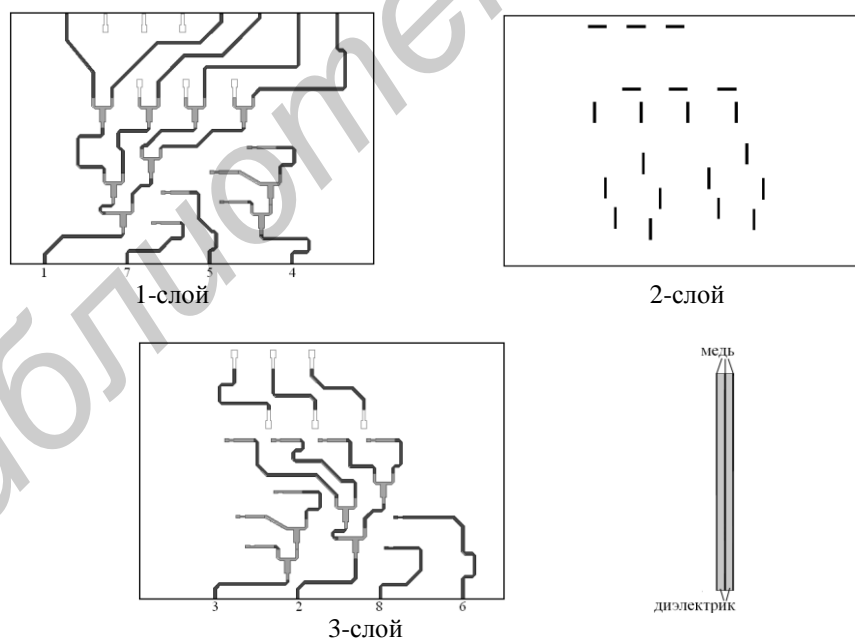 1 7 5 4
1-слой
2-слой
медь
диэлектрик
3 2 8 6
3-слой